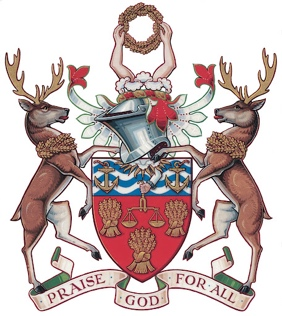 PRAISE · GOD · FOR · ALL